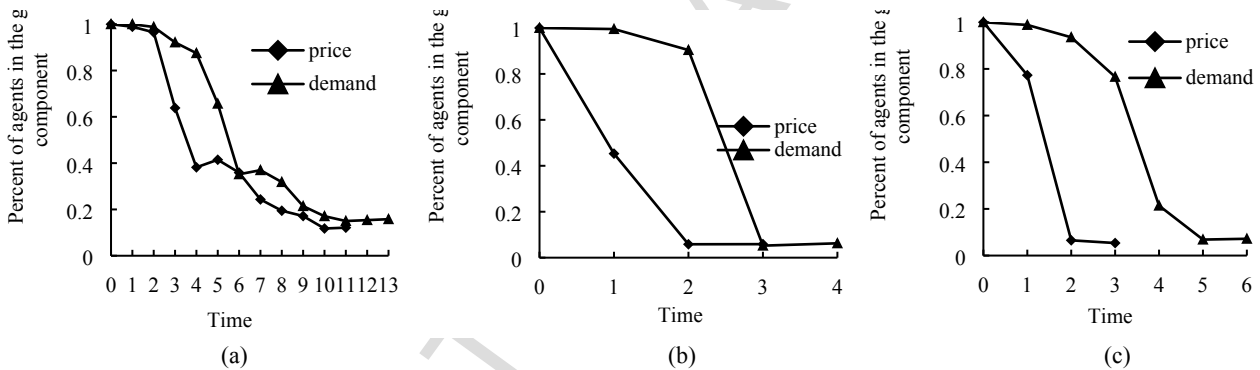 Percent of agents in the g
component
1
0.8
0.6
0.4
0.2
0
price
demand
0 1 2 3 4 5 6 7 8 9 10 11 12 13
Time
(a)
Percent of agents in the g
component
1
0.8
0.6
0.4
0.2
0
price
demand
0 1 2 3 4
Time
(b)
Percent of agents in the g
component
1
0.8
0.6
0.4
0.2
0
price
demand
0 1 2 3 4 5 6
Time
(c)